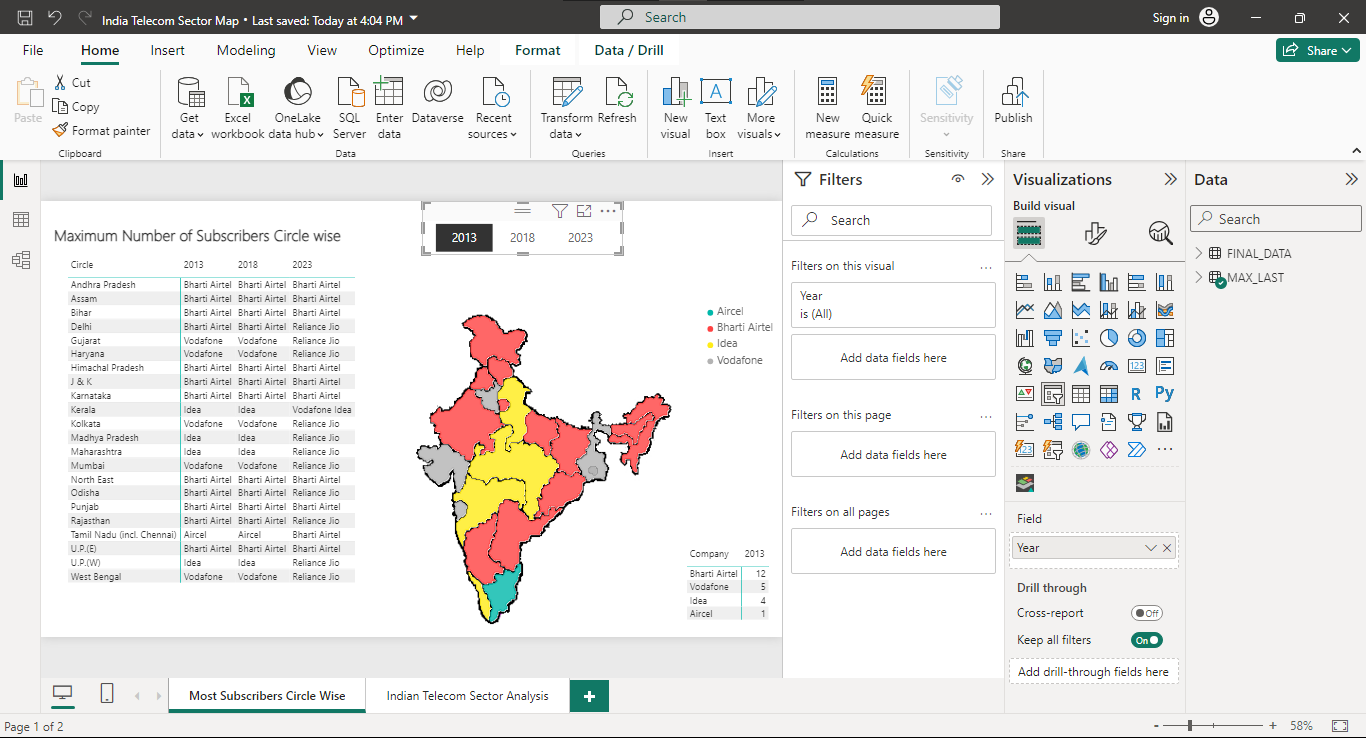 India Telecom Sector Map • Last saved: Today at 4:04 PM
Search
Sign in
File
Home
Insert
Modeling
View
Optimize
Help
Format
Data / Drill
Share
Paste
Cut
Copy
Format painter
Clipboard
Get data
Excel workbook
OneLake data hub
SQL Server
Enter data
Dataverse
Recent sources
Data
Transform data
Refresh
Queries
New visual
Text box
More visuals
Insert
New measure
Quick measure
Calculations
Sensitivity
Sensitivity
Publish
Share
Maximum Number of Subscribers Circle wise
2013 2018 2023
Circle 2013 2018 2023
Andhra Pradesh Bharti Airtel Bharti Airtel Bharti Airtel
Assam Bharti Airtel Bharti Airtel Bharti Airtel
Bihar Bharti Airtel Bharti Airtel Bharti Airtel
Delhi Bharti Airtel Bharti Airtel Reliance Jio
Gujarat Vodafone Vodafone Reliance Jio
Haryana Vodafone Vodafone Reliance Jio
Himachal Pradesh Bharti Airtel Bharti Airtel Bharti Airtel
J & K Bharti Airtel Bharti Airtel Bharti Airtel
Karnataka Bharti Airtel Bharti Airtel Bharti Airtel
Kerala Idea Idea Vodafone Idea
Kolkata Vodafone Vodafone Reliance Jio
Madhya Pradesh Idea Idea Reliance Jio
Maharashtra Idea Idea Reliance Jio
Mumbai Vodafone Vodafone Reliance Jio
North East Bharti Airtel Bharti Airtel Bharti Airtel
Odisha Bharti Airtel Bharti Airtel Reliance Jio
Punjab Bharti Airtel Bharti Airtel Reliance Jio
Rajasthan Bharti Airtel Bharti Airtel Reliance Jio
Tamil Nadu (incl. Chennai) Aircel Aircel Bharti Airtel
U.P.(E) Bharti Airtel Bharti Airtel Bharti Airtel
U.P.(W) Idea Idea Reliance Jio
West Bengal Vodafone Vodafone Reliance Jio
Aircel
Bharti Airtel
Idea
Vodafone
Company 2013
Bharti Airtel 12
Vodafone 5
Idea 4
Aircel 1
Filters
Search
Filters on this visual
Year
is (All)
Add data fields here
Filters on this page
Add data fields here
Filters on all pages
Add data fields here
Visualizations
Build visual
123
R
Py
123
Field
Year
Drill through
Cross-report Off
Keep all filters On
Add drill-through fields here
Data
Search
FINAL_DATA
MAX_LAST
Most Subscribers Circle Wise
Indian Telecom Sector Analysis
+
Page 1 of 2
- + 58%